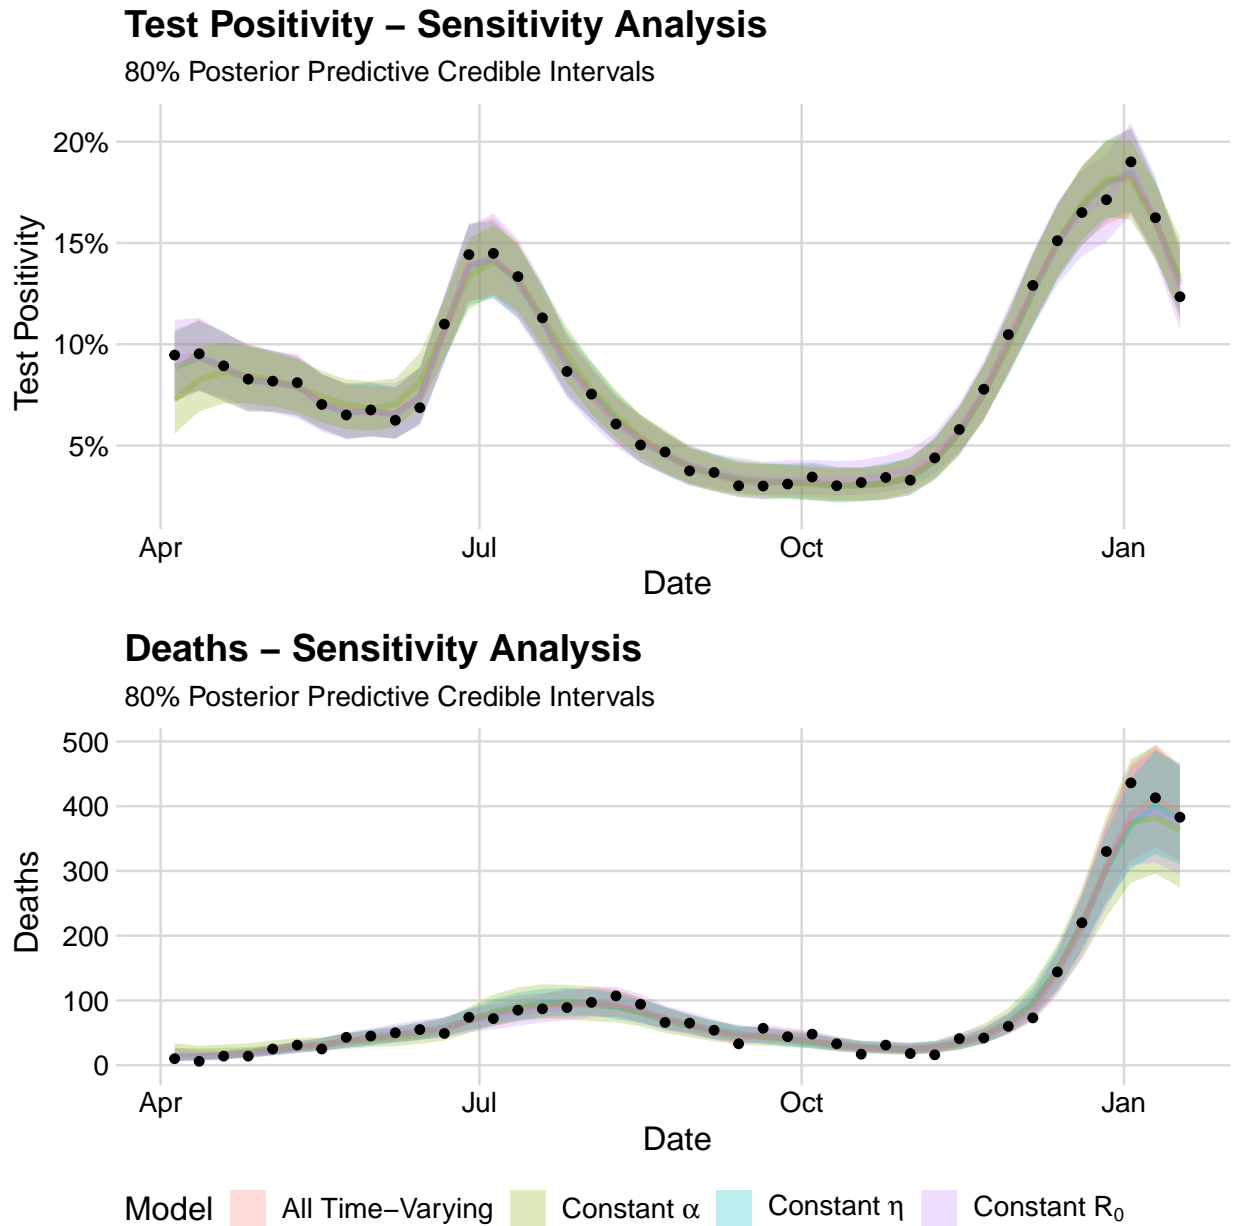 Test Positivity – Sensitivity Analysis
80% Posterior Predictive Credible Intervals
Test Positivity
20%
15%
10%
5%
Apr Jul Oct Jan
Date
Deaths – Sensitivity Analysis
80% Posterior Predictive Credible Intervals
Deaths
500
400
300
200
100
0
Apr Jul Oct Jan
Date
Model All Time–Varying Constant α Constant η Constant R₀